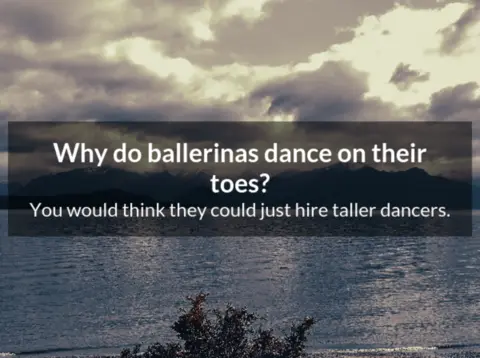 Why do ballerinas dance on their
toes?
You would think they could just hire taller dancers.